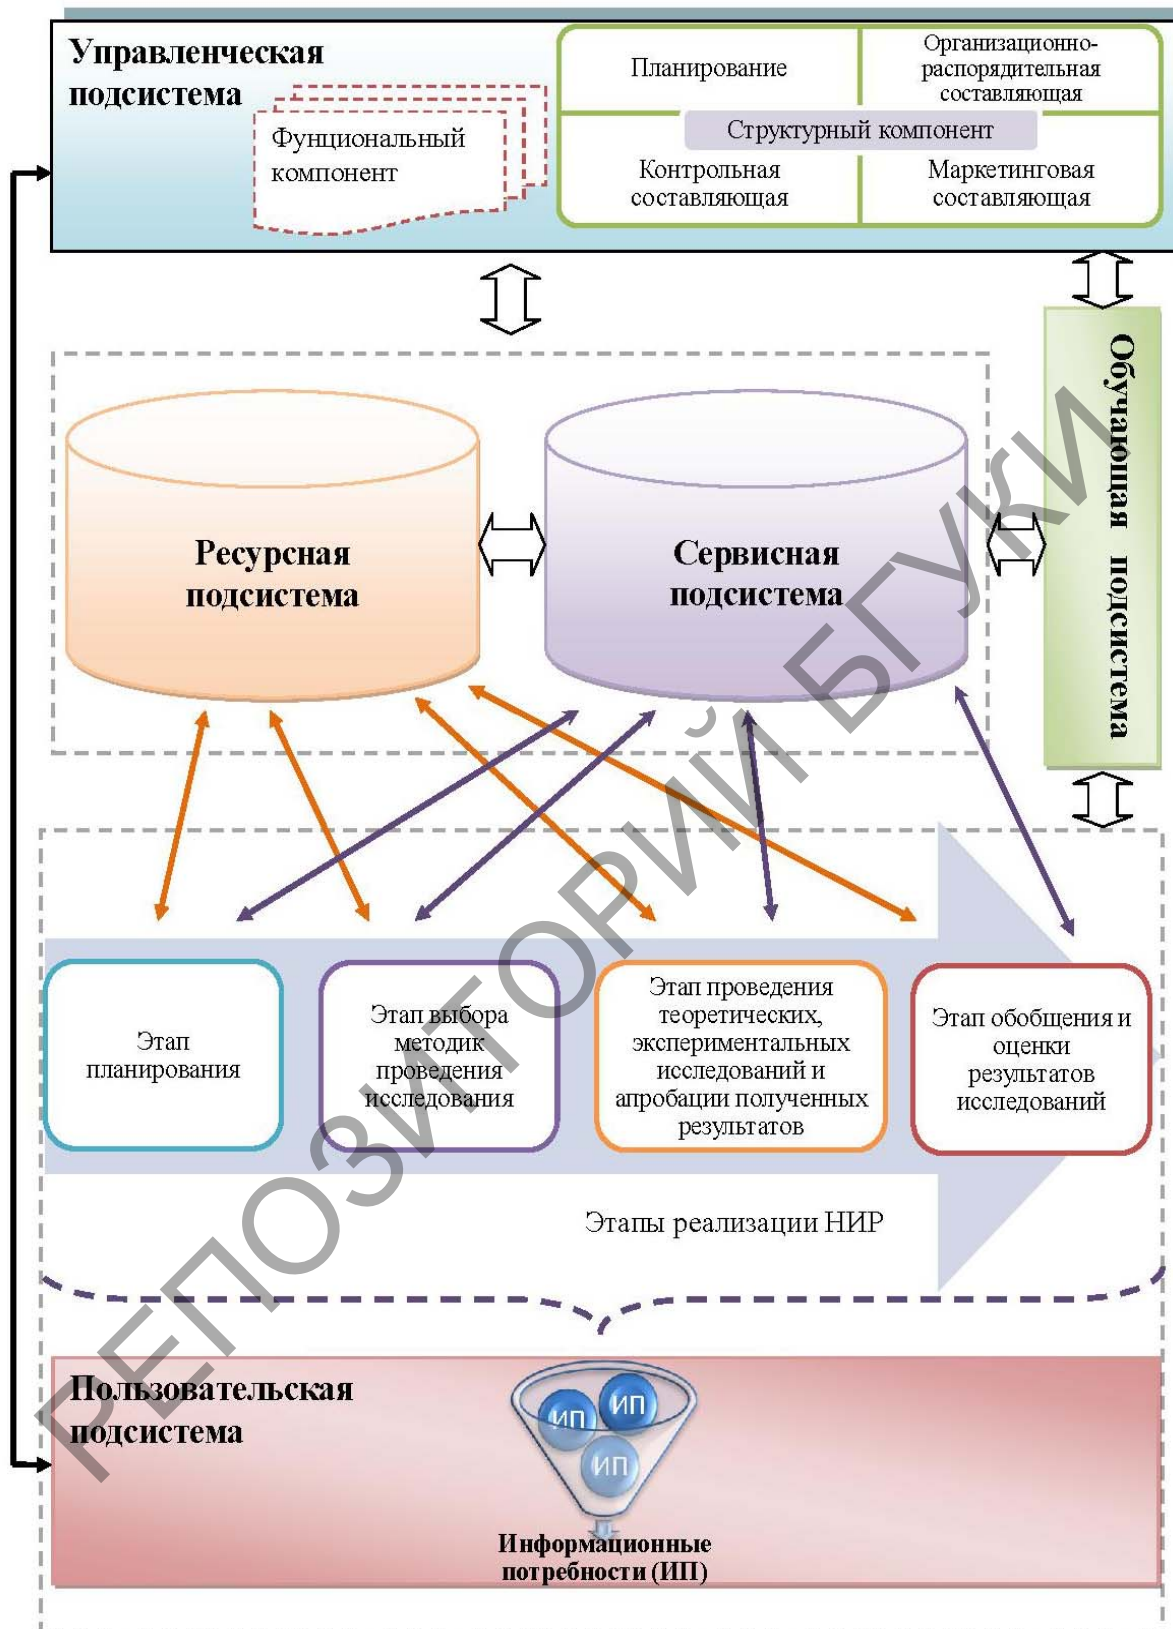 Управленческая
подсистема
Фунциональный
компонент
Планирование
Организационно-
распорядительная
составляющая
Структурный компонент
Контрольная
составляющая
Маркетинговая
составляющая
Ресурсная
подсистема
Сервисная
подсистема
Обучающая подсистема
Этап
планирования
Этап выбора
методик
проведения
исследования
Этап проведения
теоретических,
экспериментальных
исследований и
апробации полученных
результатов
Этап обобщения и
оценки
результатов
исследований
Этапы реализации НИР
Пользовательская
подсистема
ИП
ИП
ИП
Информационные
потребности (ИП)
РЕПОЗИТОРИЙ БГУКИ